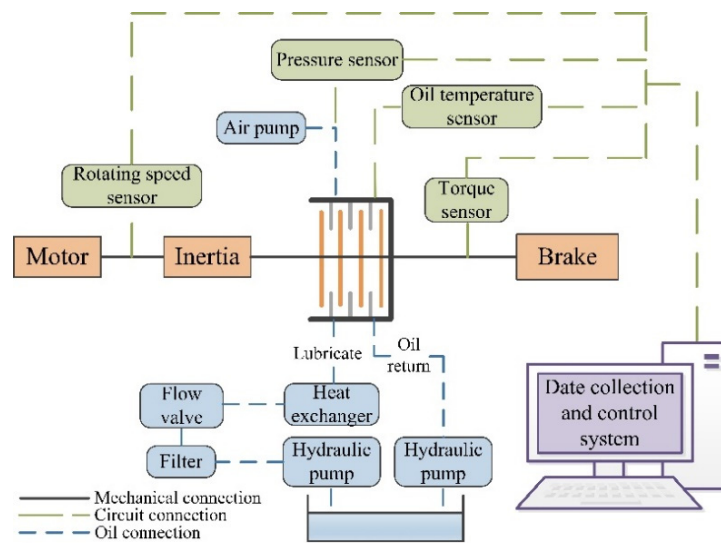 Pressure sensor
Oil temperature
sensor
Air pump
Rotating speed
sensor
Torque
sensor
Motor
Inertia
Brake
Lubricate
Oil
return
Flow
valve
Heat
exchanger
Filter
Hydraulic
pump
Hydraulic
pump
Date collection
and control
system
Mechanical connection
Circuit connection
Oil connection